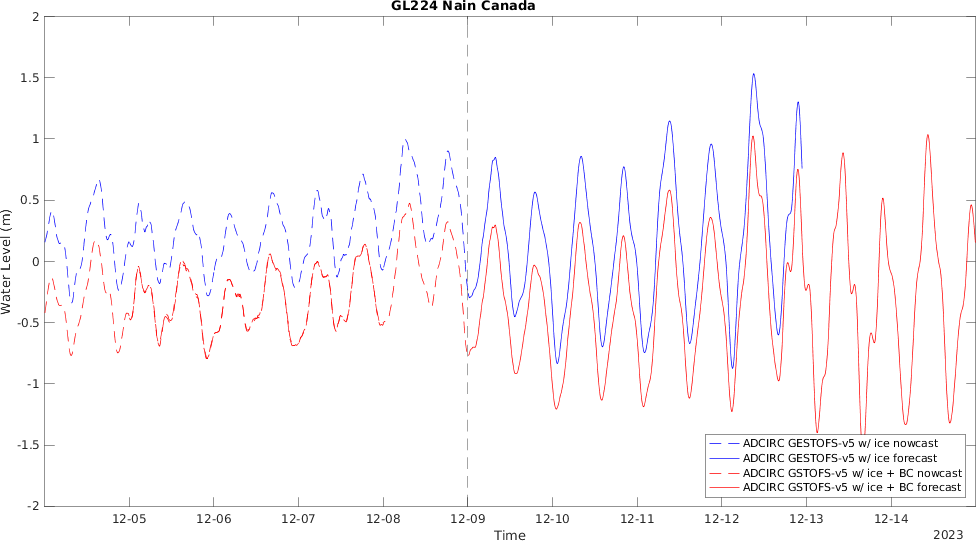 GL224 Nain Canada
2
1.5
1
0.5
0
-0.5
-1
-1.5
-2
Water Level (m)
ADCIRC GESTOFS-v5 w/ ice nowcast
ADCIRC GESTOFS-v5 w/ ice forecast
ADCIRC GSTOFS-v5 w/ ice + BC nowcast
ADCIRC GSTOFS-v5 w/ ice + BC forecast
12-05 12-06 12-07 12-08 12-09 12-10 12-11 12-12 12-13 12-14
Time
2023